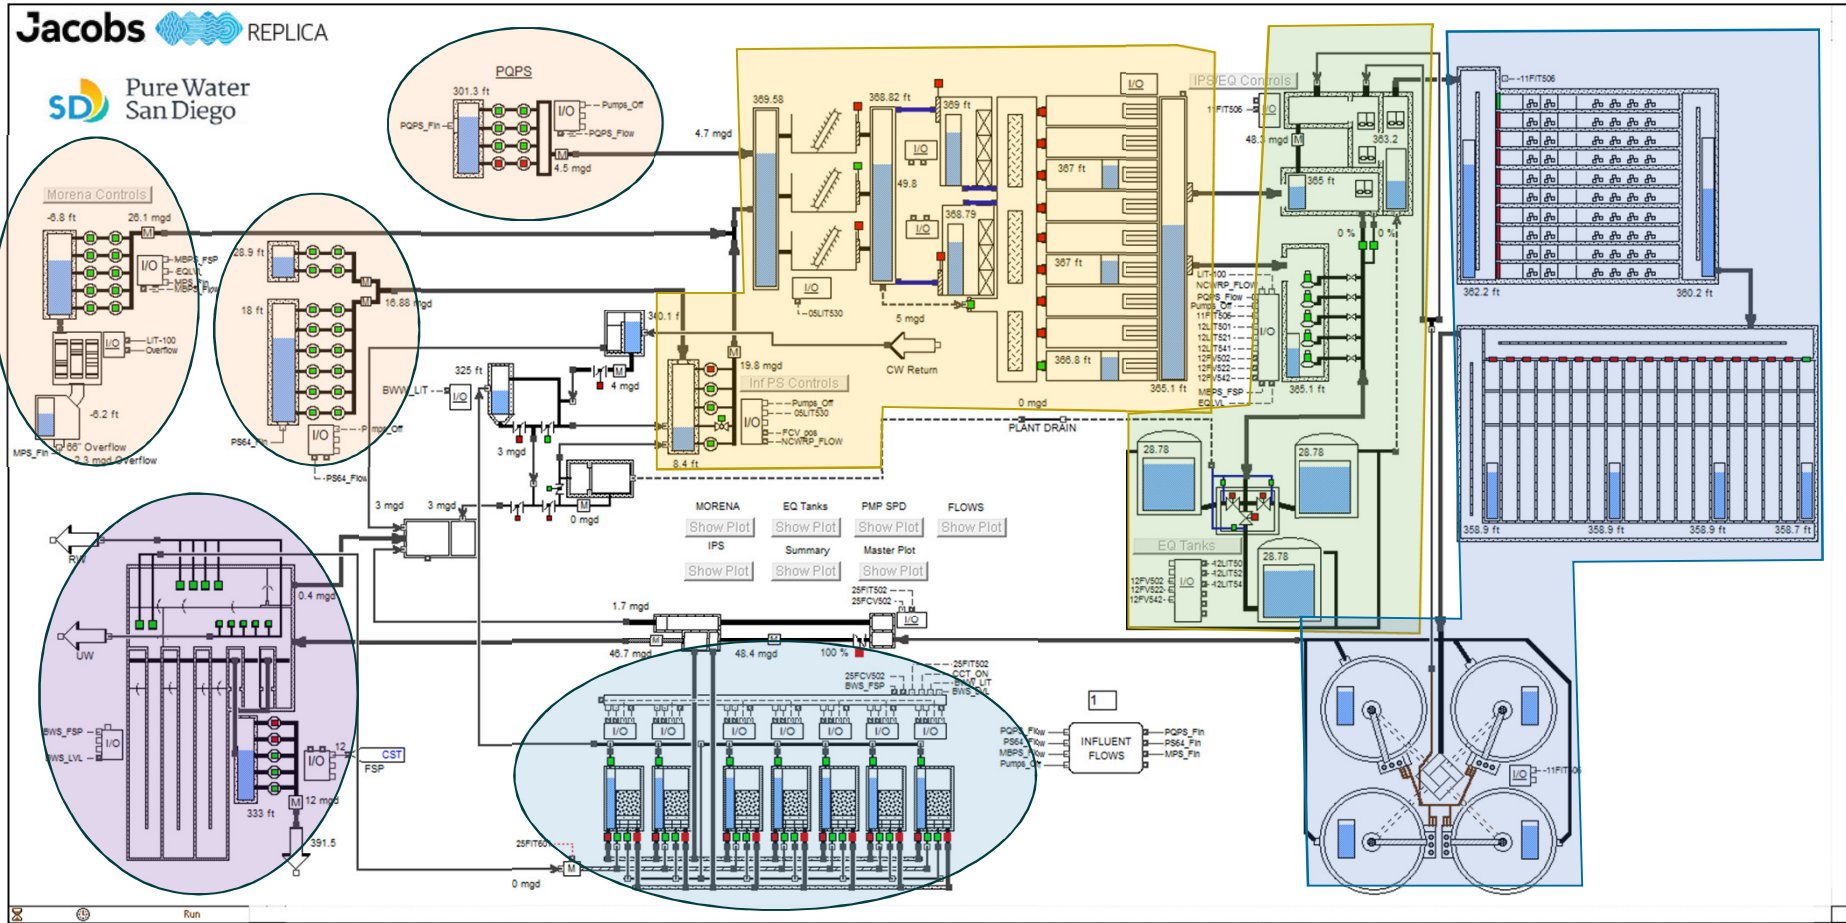 Jacobs REPLICA
SD Pure Water
San Diego
PQPS
301.3 ft
I/O
Pumps_Off
PQPS_Fin
PQPS_Flow
4.5 mgd
4.7 mgd
Morena Controls
-6.8 ft
26.1 mgd
I/O
MBPS_FSP
EQLVL
MPS_Fin
MBPS_Flow
I/O
LIT-100
Overflow
-6.2 ft
66" Overflow
MPS_Fin
2.3 mgd Overflow
28.9 ft
18 ft
16.88 mgd
PS64_Fin
I/O
PS64_Flow
369.58
368.82 ft
369 ft
I/O
49.8
I/O
368.79
I/O
05LIT530
5 mgd
CW Return
I/O
367 ft
367 ft
366.8 ft
365.1 ft
0 mgd
340.1 f
4 mgd
325 ft
BWW_LIT
I/O
3 mgd
19.8 mgd
Inf PS Controls
I/O
Pumps_Off
05LIT530
FCV_pos
NCWRP_FLOW
8.4 ft
PLANT DRAIN
0 mgd
3 mgd
3 mgd
IPS/EQ Controls
11FIT506
I/O
363.2
365 ft
0 %
0 %
LIT-100
NCWRP_FLOW
PQPS_Flow
Pumps_Off
11FIT506
12LIT501
12LIT521
12LIT541
12FV502
12FV522
12FV542
MBPS_FSP
EQLVL
I/O
365.1 ft
28.78
28.78
28.78
EQ Tanks
12FV502
12FV522
12FV542
I/O
42LIT50
42LIT52
42LIT54
-11FIT506
362.2 ft
360.2 ft
358.9 ft
358.9 ft
358.9 ft
358.7 ft
MORENA
EQ Tanks
PMP SPD
FLOWS
Show Plot
Show Plot
Show Plot
Show Plot
IPS
Summary
Master Plot
Show Plot
Show Plot
Show Plot
25FIT502
25FCV502
I/O
1.7 mgd
46.7 mgd
48.4 mgd
100 %
RW
UW
0.4 mgd
BWS_FSP
BWS_LVL
I/O
I/O
12
CST
FSP
12 mgd
333 ft
391.5
25FCV502
BWS_FSP
25FIT502
CCT_ON
BWW_LIT
BWS_LVL
I/O
I/O
I/O
I/O
I/O
I/O
I/O
25FIT601
0 mgd
1
PS64_Flow
Pumps_Off
INFLUENT
FLOWS
PQPS_Fin
PS64_Fin
MPS_Fin
I/O
Run